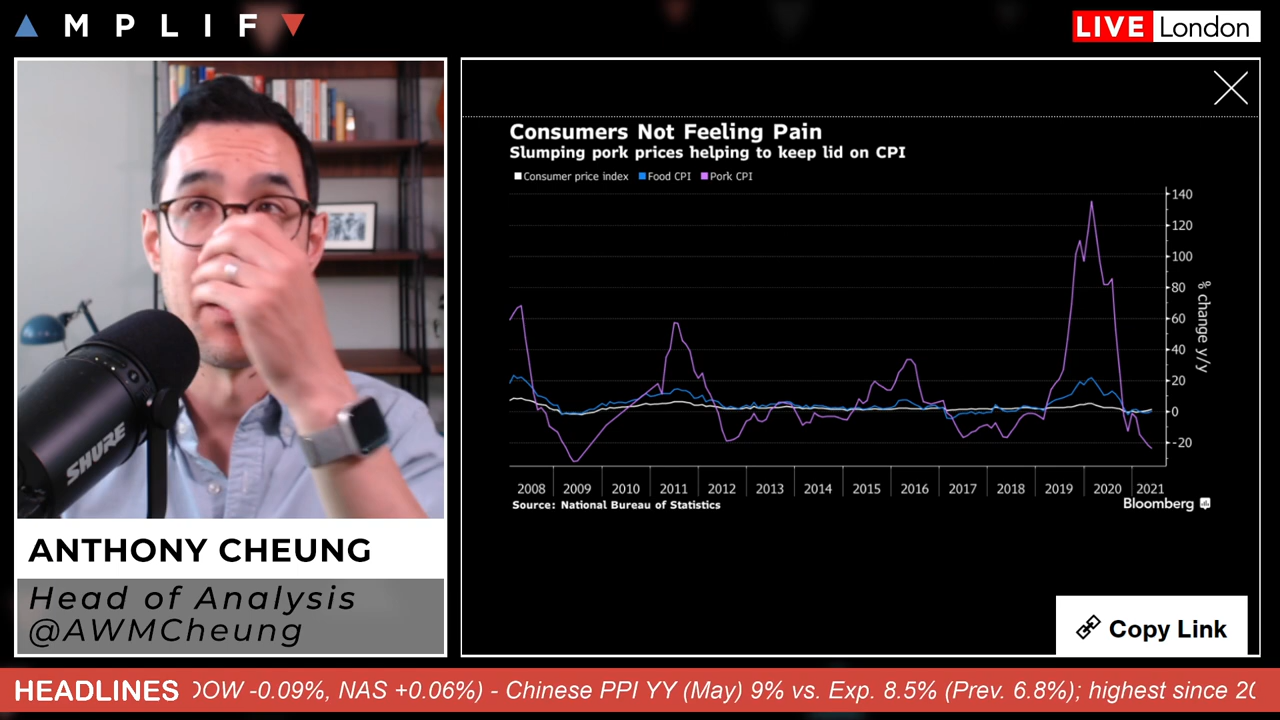 AMPLIFY
LIVE London
Consumers Not Feeling Pain
Slumping pork prices helping to keep lid on CPI
Consumer price index Food CPI Pork CPI
140
120
100
80
60
40
20
0
-20
% change y/y
2008 2009 2010 2011 2012 2013 2014 2015 2016 2017 2018 2019 2020 2021
Source: National Bureau of Statistics
Bloomberg
SHURE
ANTHONY CHEUNG
Head of Analysis
@AWMCheung
Copy Link
HEADLINES DOW -0.09%, NAS +0.06%) - Chinese PPI YY (May) 9% vs. Exp. 8.5% (Prev. 6.8%); highest since